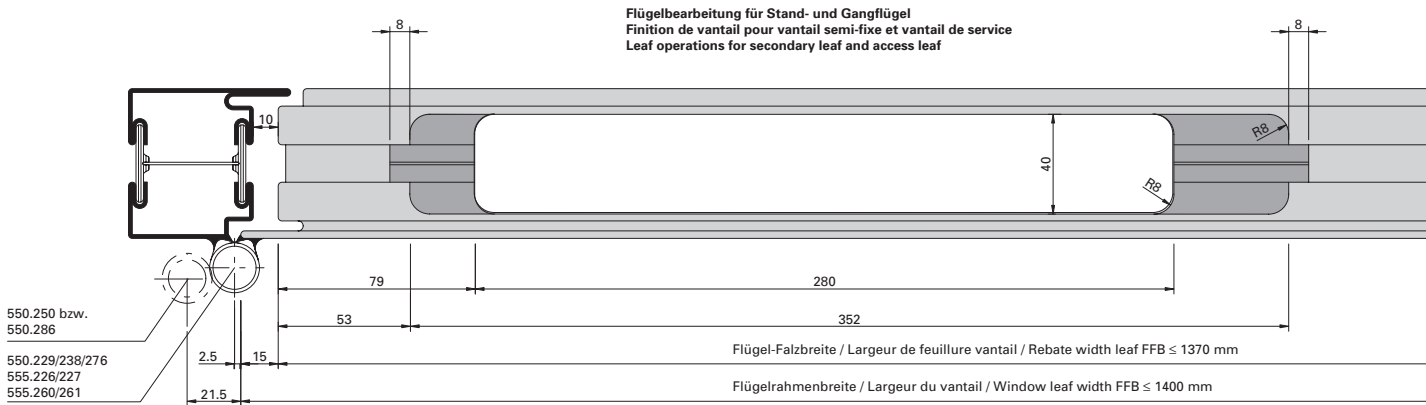 Flügelbearbeitung für Stand- und Gangflügel
Finition de vantail pour vantail semi-fixe et vantail de service
Leaf operations for secondary leaf and access leaf
8
8
10
R8
40
R8
79
280
550.250 bzw.
550.286
53
352
550.229/238/276
555.226/227
555.260/261
2.5
15
Flügel-Falzbreite / Largeur de feuillure vantail / Rebate width leaf FFB ≤ 1370 mm
21.5
Flügelrahmenbreite / Largeur du vantail / Window leaf width FFB ≤ 1400 mm